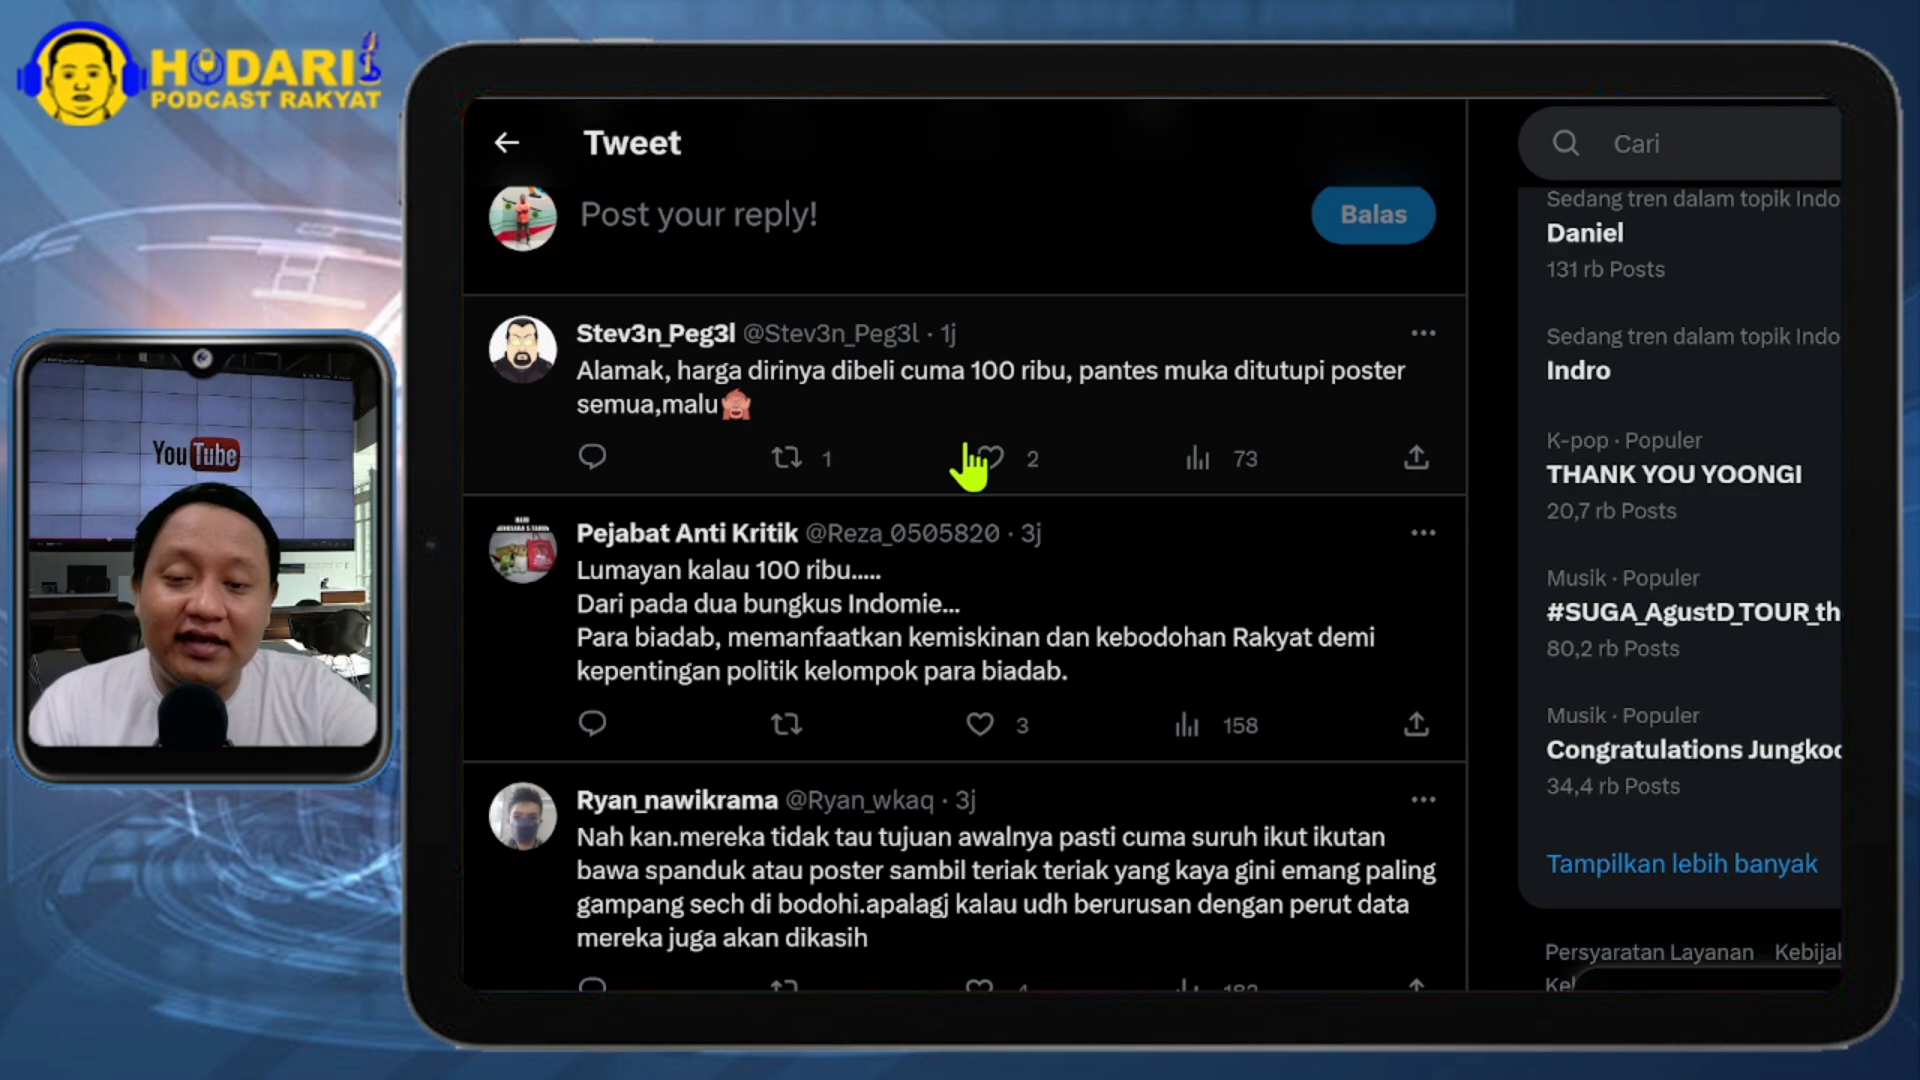 HODARI
PODCAST RAKYAT
YouTube
Tweet
Post your reply!
Balas
Stev3n_Peg3l @Stev3n_Peg3l · 1j
Alamak, harga dirinya dibeli cuma 100 ribu, pantes muka ditutupi poster
semua,malu🙈
1
2
73
Pejabat Anti Kritik @Reza_0505820 · 3j
Lumayan kalau 100 ribu.....
Dari pada dua bungkus Indomie...
Para biadab, memanfaatkan kemiskinan dan kebodohan Rakyat demi
kepentingan politik kelompok para biadab.
3
158
Ryan_nawikrama @Ryan_wkaq · 3j
Nah kan.mereka tidak tau tujuan awalnya pasti cuma suruh ikut ikutan
bawa spanduk atau poster sambil teriak teriak yang kaya gini emang paling
gampang sech di bodohi.apalagj kalau udh berurusan dengan perut data
mereka juga akan dikasih
Cari
Sedang tren dalam topik Indo
Daniel
131 rb Posts
Sedang tren dalam topik Indo
Indro
K-pop · Populer
THANK YOU YOONGI
20,7 rb Posts
Musik · Populer
#SUGA_AgustD_TOUR_th
80,2 rb Posts
Musik · Populer
Congratulations Jungkoo
34,4 rb Posts
Tampilkan lebih banyak
Persyaratan Layanan Kebijak